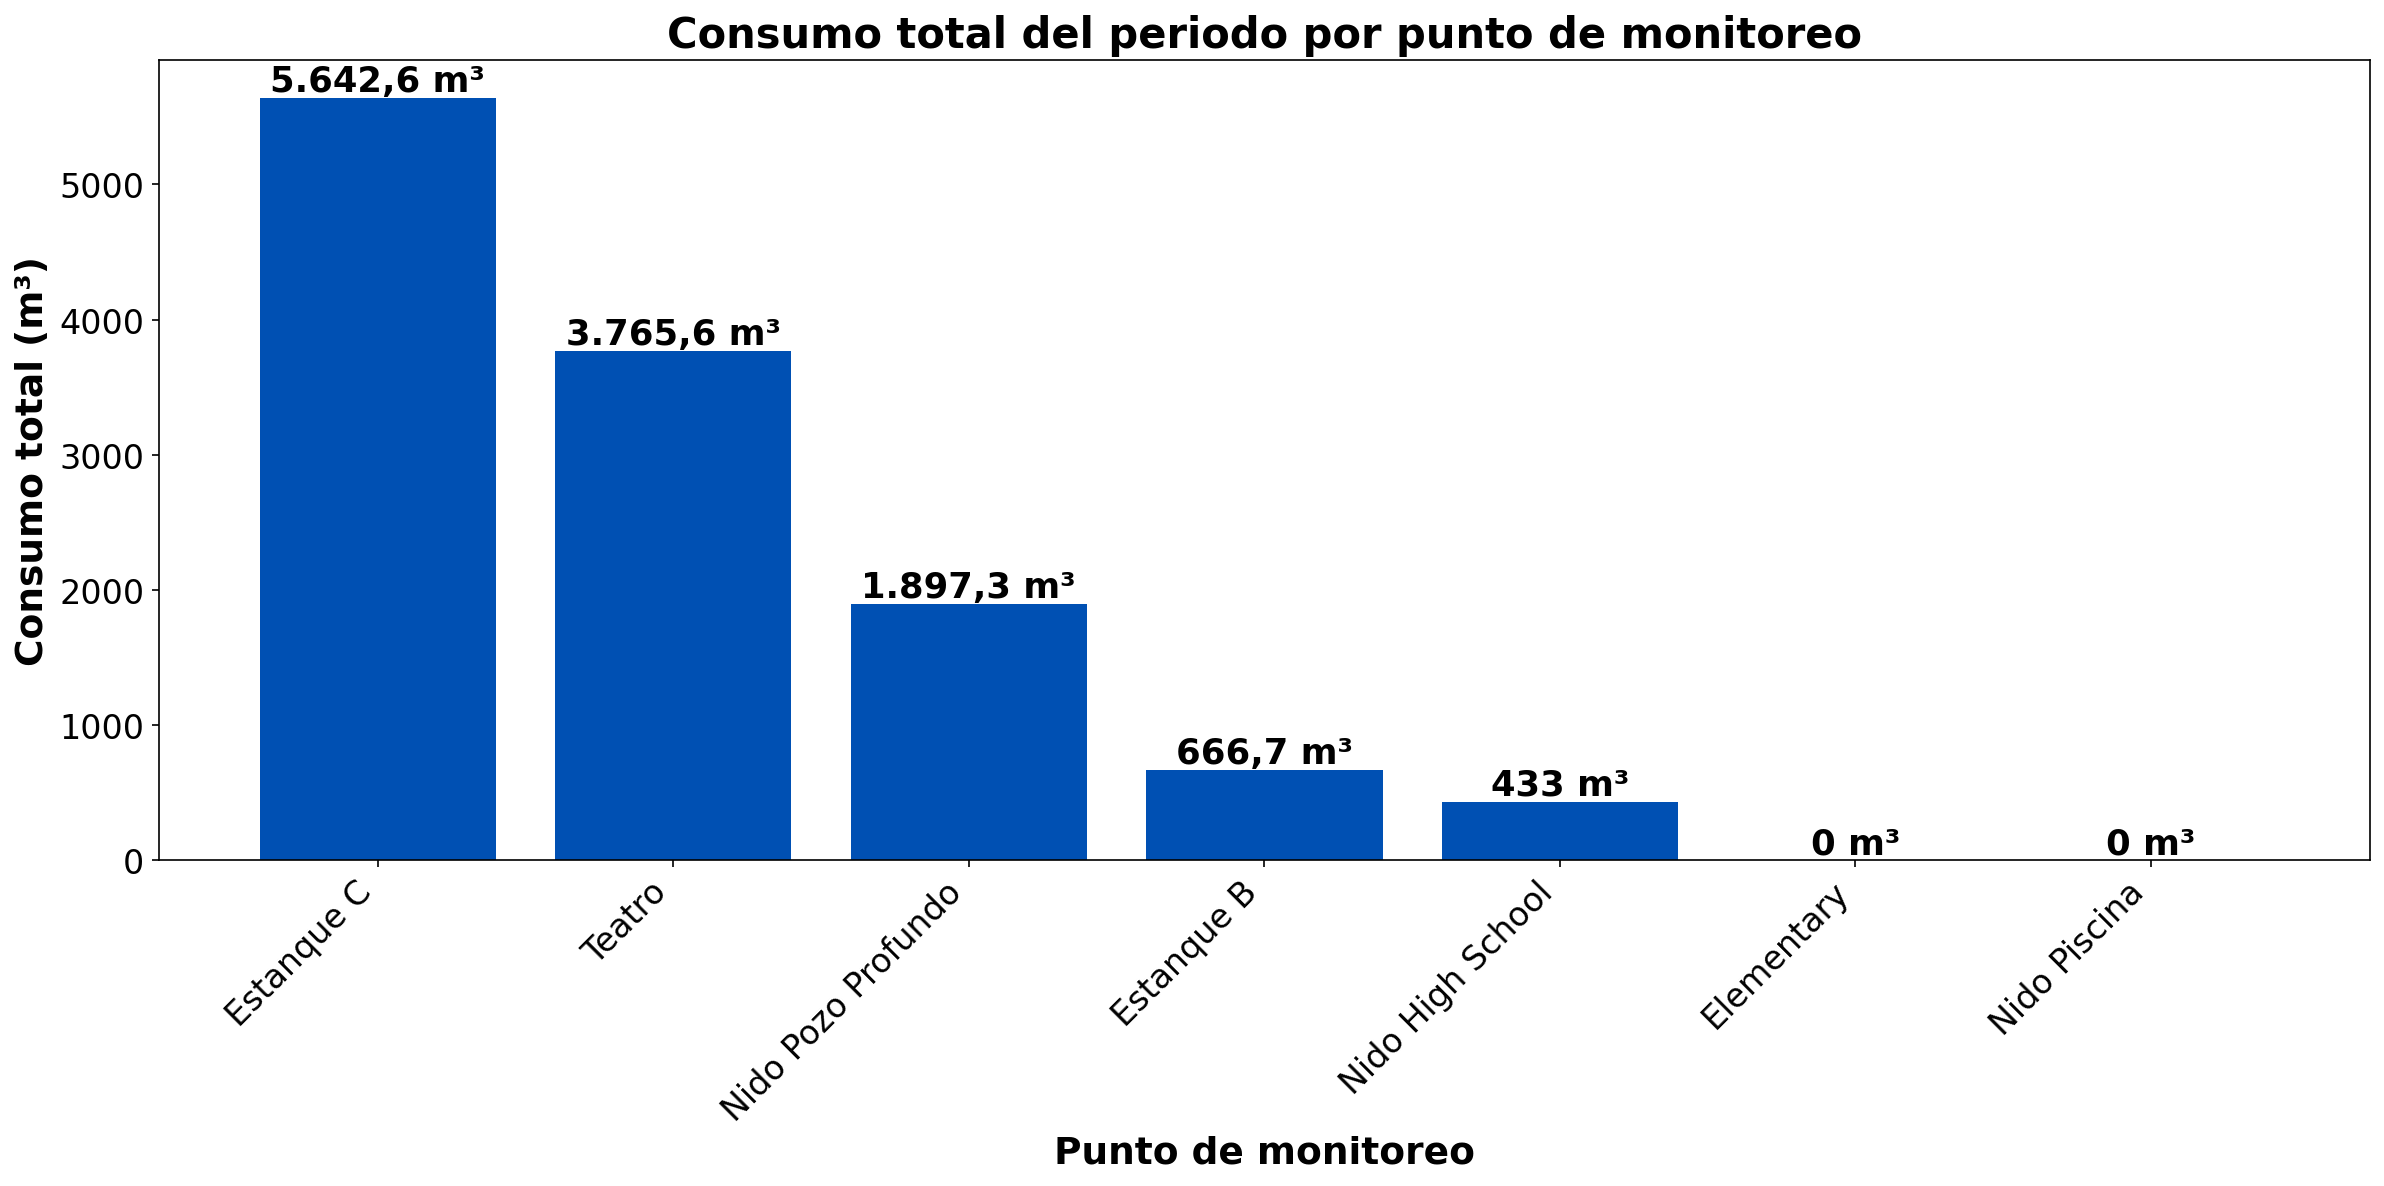 Consumo total del periodo por punto de monitoreo
5.642,6 m³
3.765,6 m³
1.897,3 m³
666,7 m³
433 m³
0 m³
0 m³
Consumo total (m³)
5000
4000
3000
2000
1000
0
Estanque C
Teatro
Nido Pozo Profundo
Estanque B
Nido High School
Elementary
Nido Piscina
Punto de monitoreo